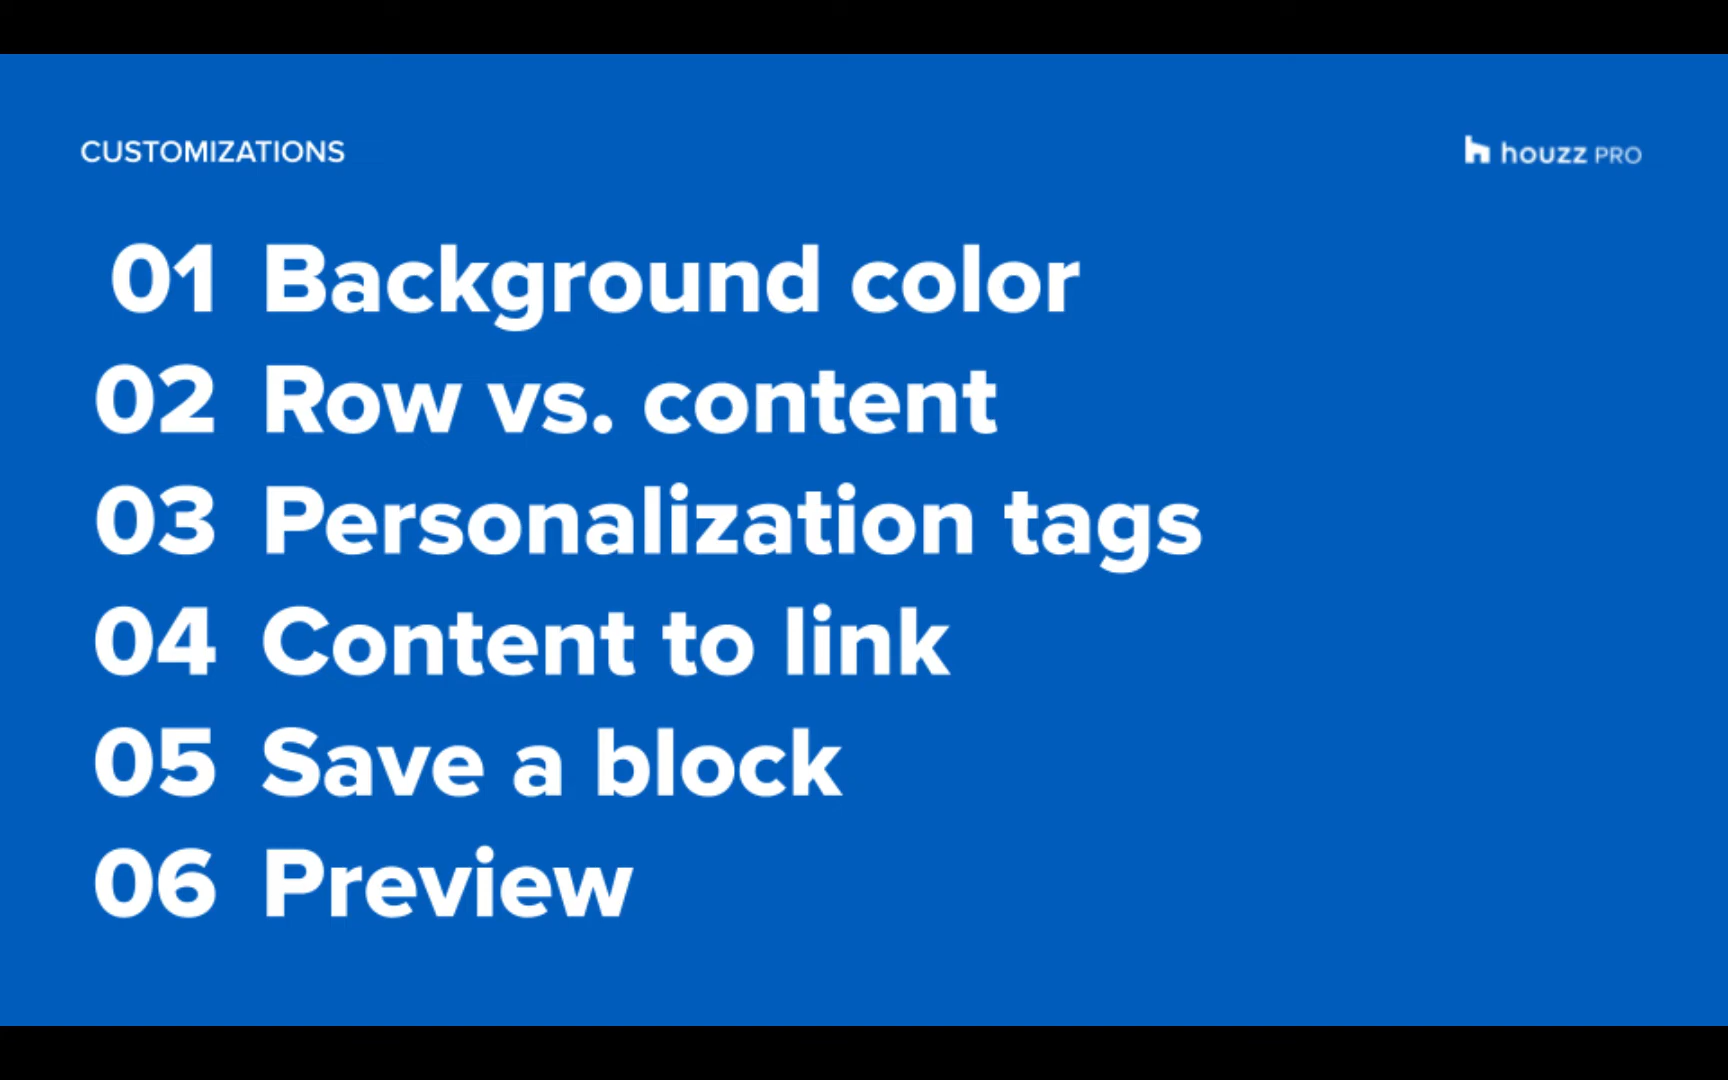 CUSTOMIZATIONS
houzz PRO
01 Background color
02 Row vs. content
03 Personalization tags
04 Content to link
05 Save a block
06 Preview